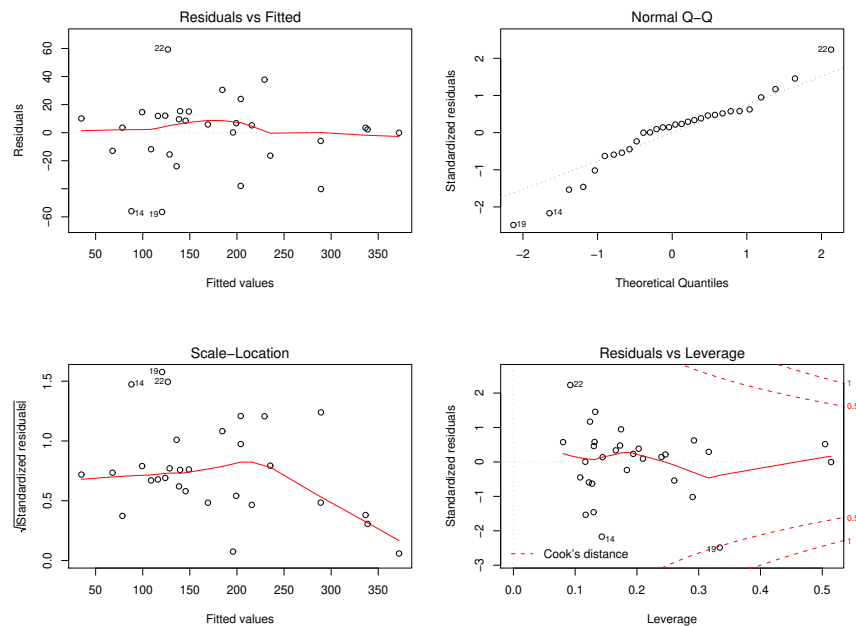 Residuals vs Fitted
Residuals
60
40
20
0
−20
−60
22
14
19
50 100 150 200 250 300 350
Fitted values
Normal Q−Q
Standardized residuals
2
1
0
−1
−2
22
14
19
−2 −1 0 1 2
Theoretical Quantiles
Scale−Location
√|Standardized residuals|
1.5
1.0
0.5
0.0
19
14
22
50 100 150 200 250 300 350
Fitted values
Residuals vs Leverage
Standardized residuals
2
1
0
−1
−2
−3
22
14
19
1
0.5
0.5
1
Cook's distance
0.0 0.1 0.2 0.3 0.4 0.5
Leverage